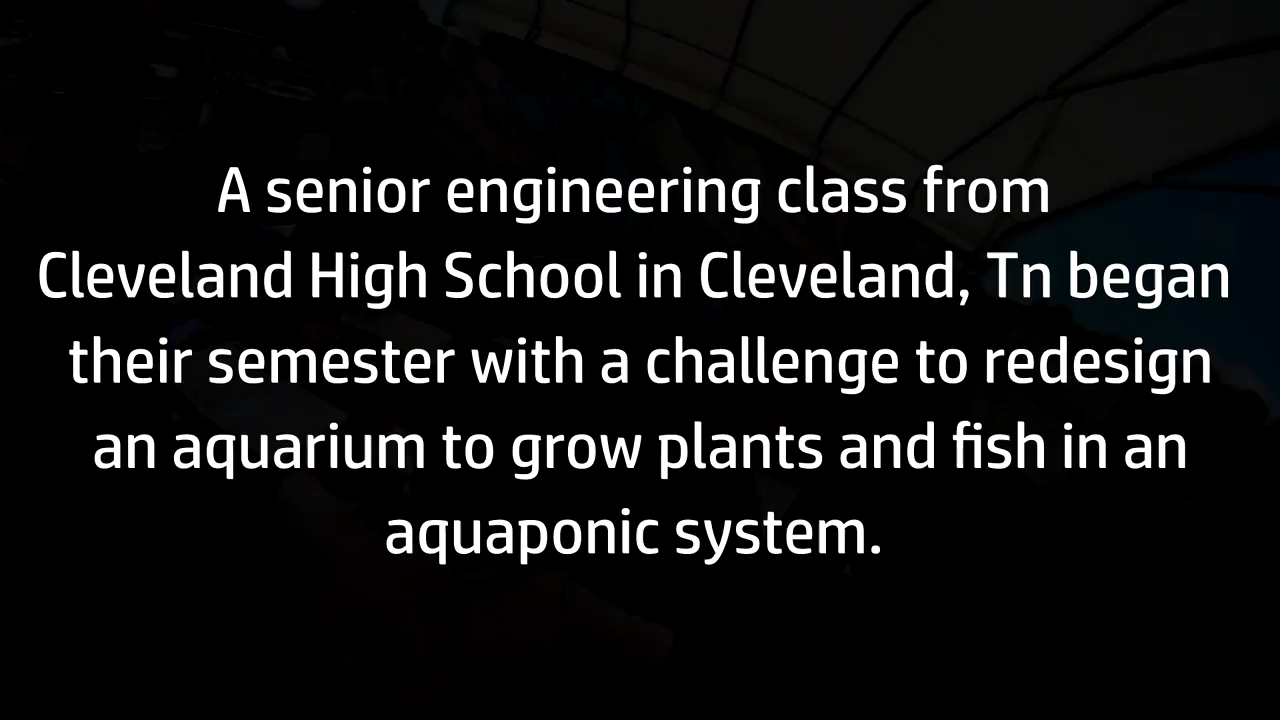 A senior engineering class from
Cleveland High School in Cleveland, Tn began
their semester with a challenge to redesign
an aquarium to grow plants and fish in an
aquaponic system.